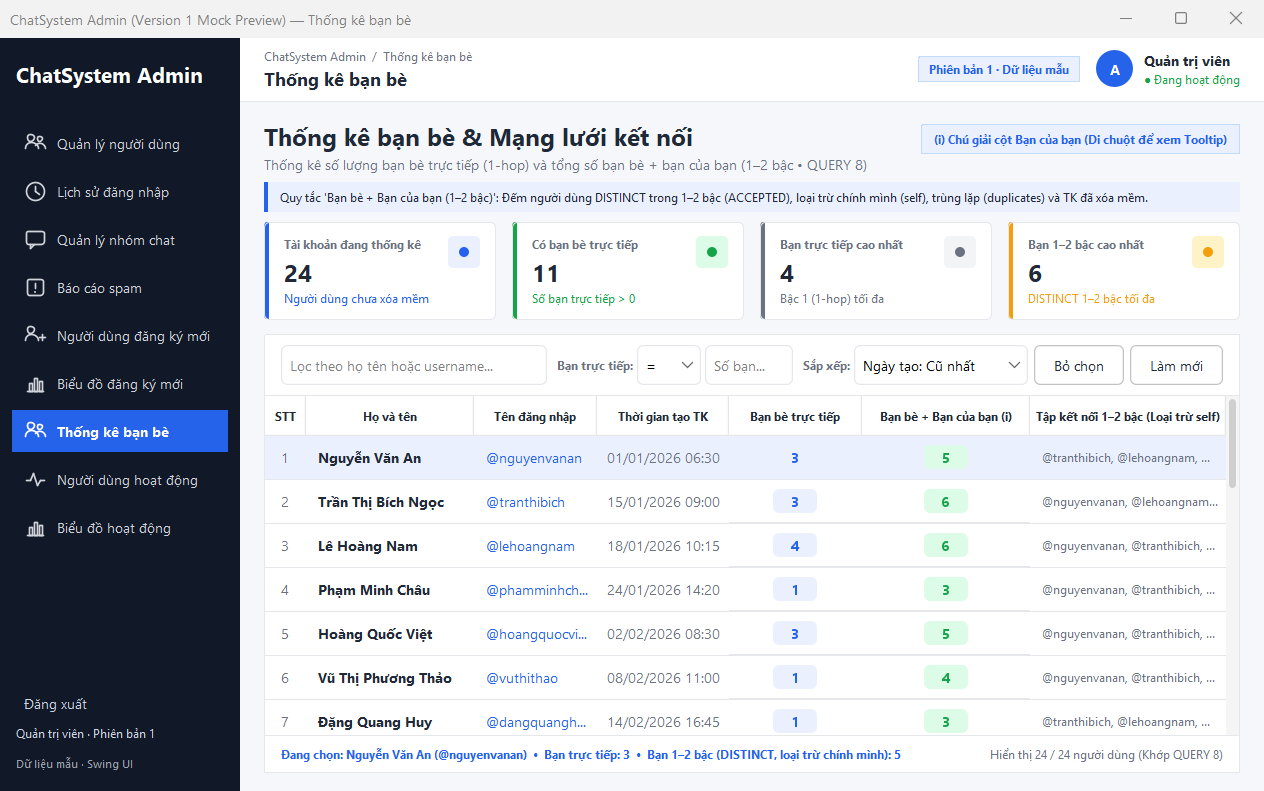 ChatSystem Admin (Version 1 Mock Preview) — Thống kê bạn bè
ChatSystem Admin
Quản lý người dùng
Lịch sử đăng nhập
Quản lý nhóm chat
Báo cáo spam
Người dùng đăng ký mới
Biểu đồ đăng ký mới
Thống kê bạn bè
Người dùng hoạt động
Biểu đồ hoạt động
Đăng xuất
Quản trị viên · Phiên bản 1
Dữ liệu mẫu · Swing UI
ChatSystem Admin / Thống kê bạn bè
Thống kê bạn bè
Phiên bản 1 · Dữ liệu mẫu
A
Quản trị viên
● Đang hoạt động
Thống kê bạn bè & Mạng lưới kết nối
Thống kê số lượng bạn bè trực tiếp (1-hop) và tổng số bạn bè + bạn của bạn (1–2 bậc • QUERY 8)
(i) Chú giải cột Bạn của bạn (Di chuột để xem Tooltip)
Quy tắc 'Bạn bè + Bạn của bạn (1–2 bậc)': Đếm người dùng DISTINCT trong 1–2 bậc (ACCEPTED), loại trừ chính mình (self), trùng lặp (duplicates) và TK đã xóa mềm.
Tài khoản đang thống kê
24
Người dùng chưa xóa mềm
Có bạn bè trực tiếp
11
Số bạn trực tiếp > 0
Bạn trực tiếp cao nhất
4
Bậc 1 (1-hop) tối đa
Bạn 1–2 bậc cao nhất
6
DISTINCT 1–2 bậc tối đa
Lọc theo họ tên hoặc username... Bạn trực tiếp: = Số bạn... Sắp xếp: Ngày tạo: Cũ nhất Bỏ chọn Làm mới
STT Họ và tên Tên đăng nhập Thời gian tạo TK Bạn bè trực tiếp Bạn bè + Bạn của bạn (i) Tập kết nối 1–2 bậc (Loại trừ self)
1 Nguyễn Văn An @nguyenvanan 01/01/2026 06:30 3 5 @tranthibich, @lehoangnam, ...
2 Trần Thị Bích Ngọc @tranthibich 15/01/2026 09:00 3 6 @nguyenvanan, @lehoangnam...
3 Lê Hoàng Nam @lehoangnam 18/01/2026 10:15 4 6 @nguyenvanan, @tranthibich, ...
4 Phạm Minh Châu @phamminhch... 24/01/2026 14:20 1 3 @nguyenvanan, @tranthibich, ...
5 Hoàng Quốc Việt @hoangquocvi... 02/02/2026 08:30 3 5 @nguyenvanan, @tranthibich, ...
6 Vũ Thị Phương Thảo @vuthithao 08/02/2026 11:00 1 4 @nguyenvanan, @tranthibich, ...
7 Đặng Quang Huy @dangquangh... 14/02/2026 16:45 1 3 @tranthibich, @lehoangnam, ...
Đang chọn: Nguyễn Văn An (@nguyenvanan) • Bạn trực tiếp: 3 • Bạn 1–2 bậc (DISTINCT, loại trừ chính mình): 5
Hiển thị 24 / 24 người dùng (Khớp QUERY 8)